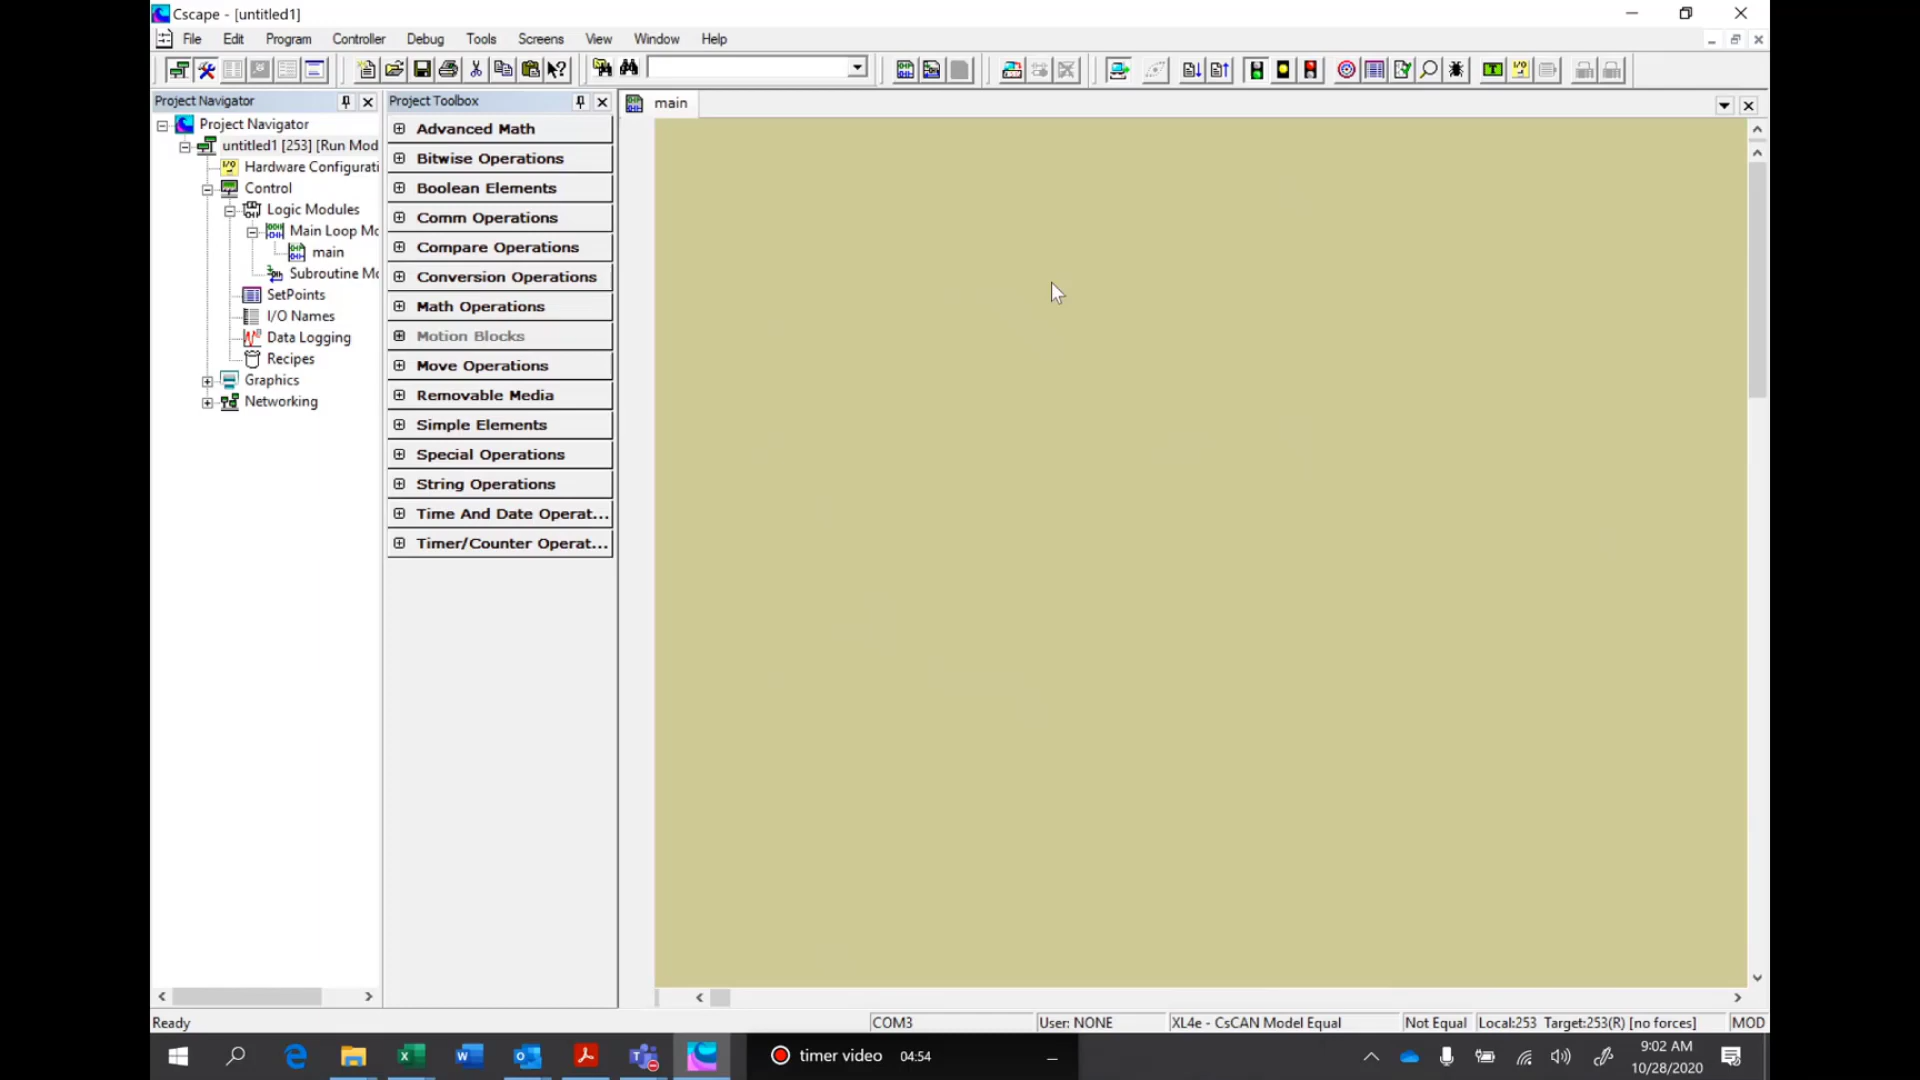 Cscape - [untitled1]
File Edit Program Controller Debug Tools Screens View Window Help
Project Navigator
Project Navigator
untitled1 [253] [Run Mod
Hardware Configurati
Control
Logic Modules
Main Loop Mo
main
Subroutine Mo
SetPoints
I/O Names
Data Logging
Recipes
Graphics
Networking
Project Toolbox
Advanced Math
Bitwise Operations
Boolean Elements
Comm Operations
Compare Operations
Conversion Operations
Math Operations
Motion Blocks
Move Operations
Removable Media
Simple Elements
Special Operations
String Operations
Time And Date Operat...
Timer/Counter Operat...
main
Ready COM3 User: NONE XL4e - CsCAN Model Equal Not Equal Local:253 Target:253(R) [no forces] MOD
timer video 04:54
9:02 AM
10/28/2020